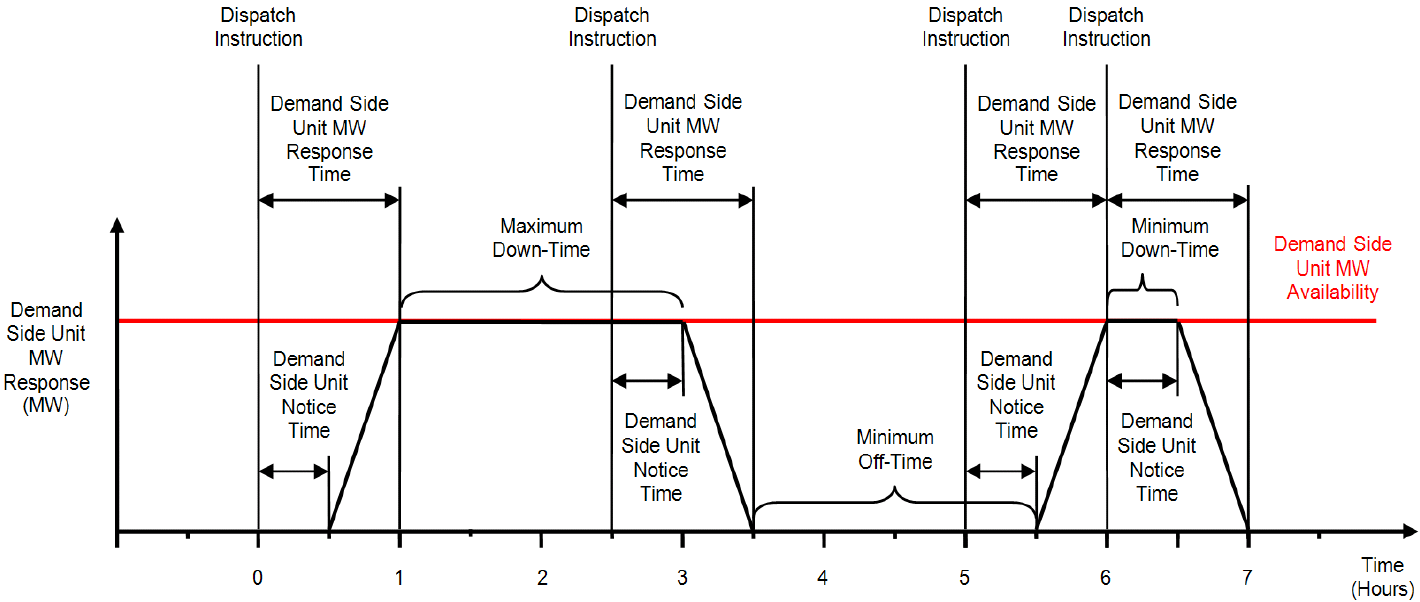 Dispatch
Instruction
Dispatch
Instruction
Dispatch
Instruction
Dispatch
Instruction
Demand Side
Unit MW
Response
Time
Demand Side
Unit MW
Response
Time
Demand Side
Unit MW
Response
Time
Demand Side
Unit MW
Response
Time
Maximum
Down-Time
Minimum
Down-Time
Demand Side
Unit MW
Availability
Demand
Side Unit
MW
Response
(MW)
Demand
Side Unit
Notice
Time
Demand
Side Unit
Notice
Time
Minimum
Off-Time
Demand
Side Unit
Notice
Time
Demand
Side Unit
Notice
Time
0 1 2 3 4 5 6 7
Time
(Hours)